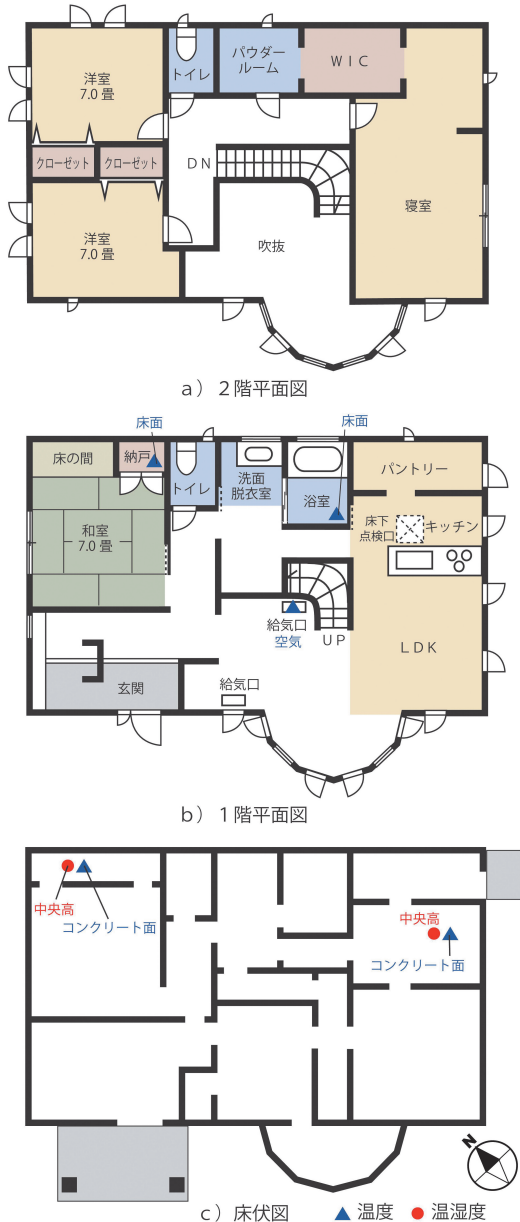 トイレ
パウダー
ルーム
ＷＩＣ
洋室
7.0 畳
クローゼット
クローゼット
ＤＮ
洋室
7.0 畳
吹抜
寝室
a）２階平面図
床面
床面
床の間
納戸
トイレ
洗面
脱衣室
浴室
パントリー
和室
7.0 畳
床下
点検口
キッチン
給気口
空気
ＵＰ
ＬＤＫ
玄関
給気口
b）１階平面図
中央高
コンクリート面
中央高
コンクリート面
N
c）床伏図
▲ 温度
● 温湿度